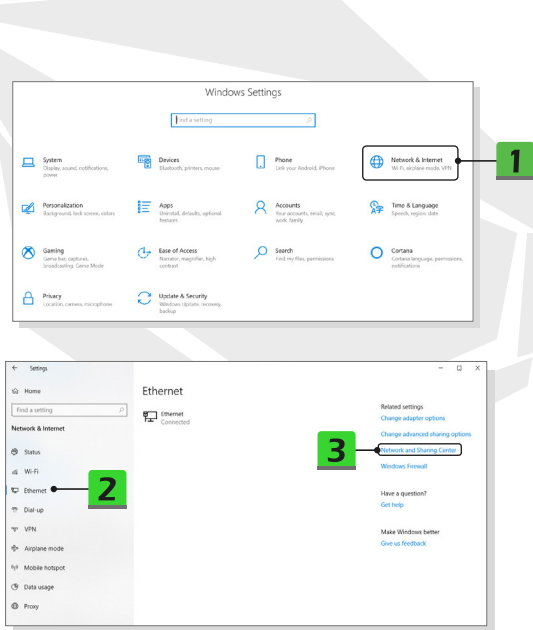 Windows Settings
Find a setting
System
Display, sound, notifications,
power
Devices
Bluetooth, printers, mouse
Phone
Link your Android, iPhone
Network & Internet
Wi-Fi, airplane mode, VPN
1
Personalization
Background, lock screen, colors
Apps
Uninstall, defaults, optional
features
Accounts
Your accounts, email, sync,
work, family
Time & Language
Speech, region, date
Gaming
Game bar, captures,
broadcasting, Game Mode
Ease of Access
Narrator, magnifier, high
contrast
Search
Find my files, permissions
Cortana
Cortana language, permissions,
notifications
Privacy
Location, camera, microphone
Update & Security
Windows Update, recovery,
backup
Settings
Home
Find a setting
Network & Internet
Status
Wi-Fi
Ethernet
2
Dial-up
VPN
Airplane mode
Mobile hotspot
Data usage
Proxy
Ethernet
Ethernet
Connected
Related settings
Change adapter options
Change advanced sharing options
3
Network and Sharing Center
Windows Firewall
Have a question?
Get help
Make Windows better
Give us feedback